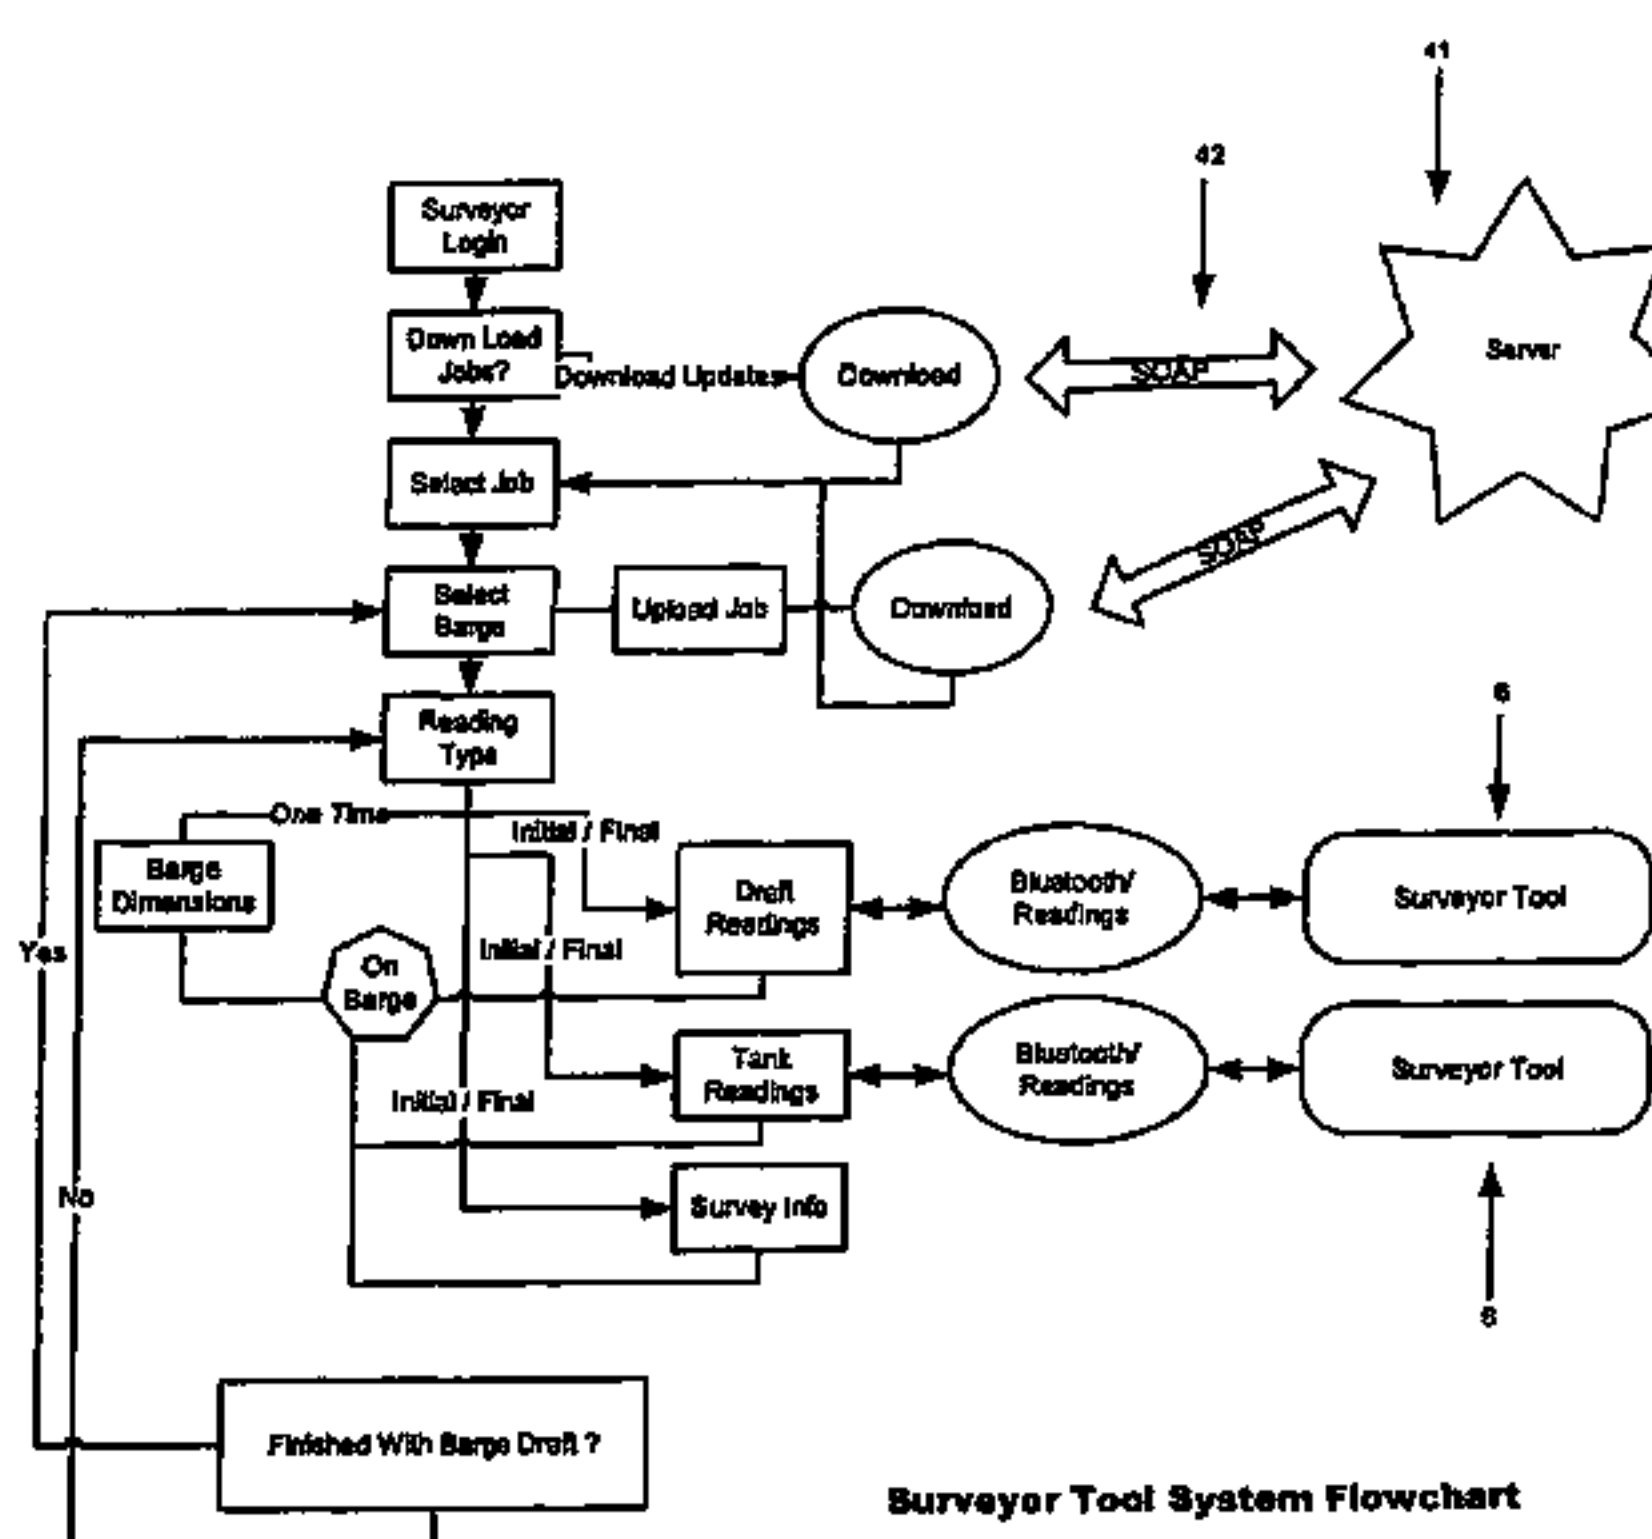 41
42
Surveyor
Login
Down Load
Jobs?
Download Updates
Download
SOAP
Server
Select Job
Select
Barge
Upload Job
Download
SOAP
Reading
Type
6
One Time
Initial / Final
Barge
Dimensions
Draft
Readings
Bluetooth/
Readings
Surveyor Tool
Yes
On
Barge
Initial / Final
Tank
Readings
Bluetooth/
Readings
Surveyor Tool
Initial / Final
No
Survey Info
6
Finished With Barge Draft ?
Surveyor Tool System Flowchart